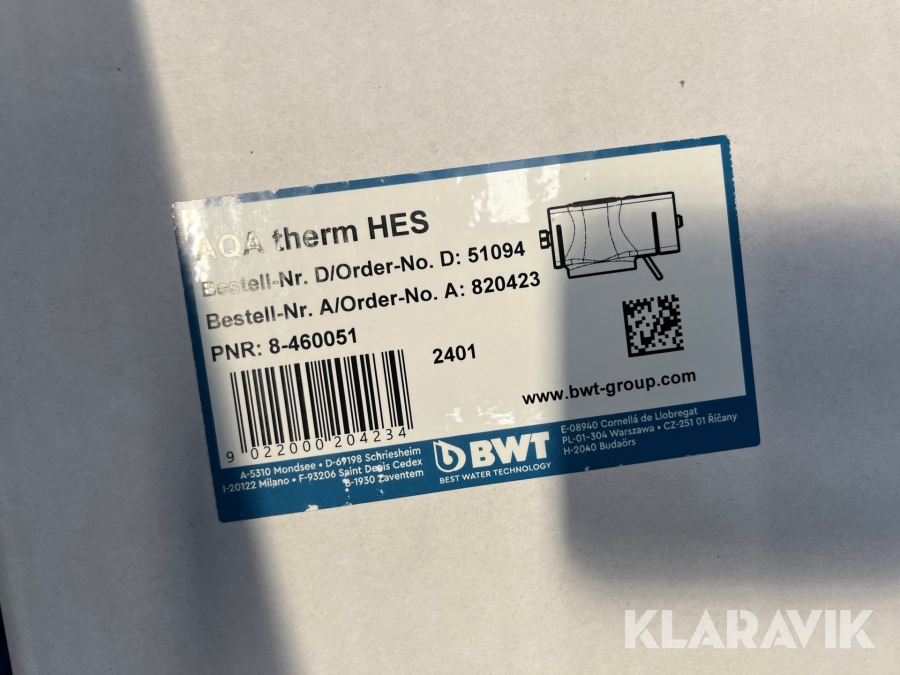 AQA therm HES
Bestell-Nr. D/Order-No. D: 51094
Bestell-Nr. A/Order-No. A: 820423
PNR: 8-460051
2401
www.bwt-group.com
9 022000 204234
A-5310 Mondsee • D-69198 Schriesheim
I-20122 Milano • F-93206 Saint Denis Cedex
B-1930 Zaventem
BWT
BEST WATER TECHNOLOGY
E-08940 Cornellá de Llobregat
PL-01-304 Warszawa • CZ-251 01 Říčany
H-2040 Budaörs
KLARAVIK